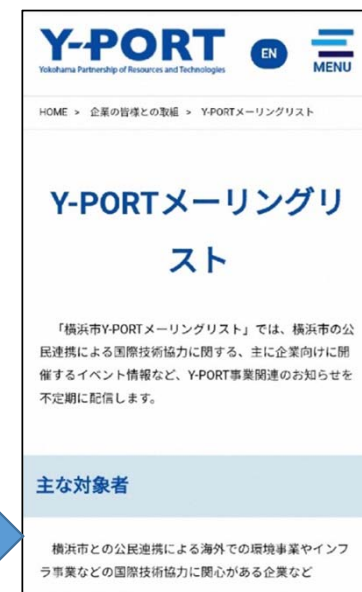 Y-PORT
Yokohama Partnership of Resources and Technologies
EN
MENU
HOME > 企業の皆様との取組 > Y-PORTメーリングリスト
Y-PORTメーリングリ
スト
「横浜市Y-PORTメーリングリスト」では、横浜市の公
民連携による国際技術協力に関する、主に企業向けに開
催するイベント情報など、Y-PORT事業関連のお知らせを
不定期に配信します。
主な対象者
横浜市との公民連携による海外での環境事業やインフ
ラ事業などの国際技術協力に関心がある企業など